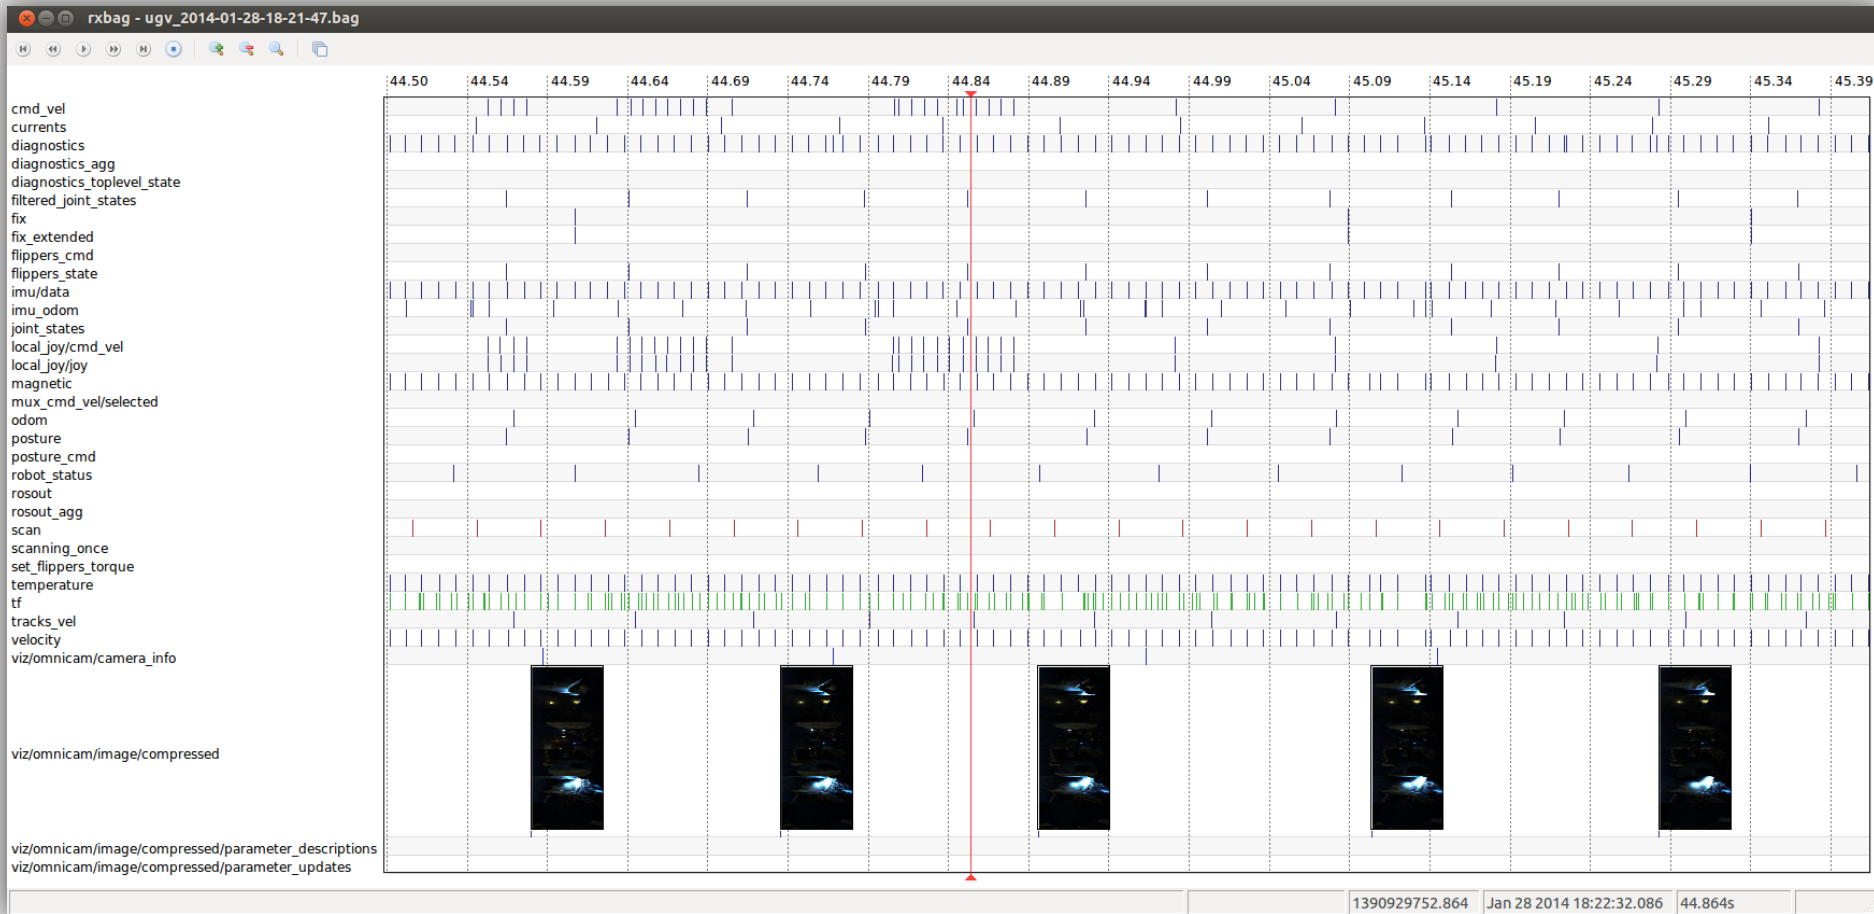 rxbag - ugv_2014-01-28-18-21-47.bag
44.50 44.54 44.59 44.64 44.69 44.74 44.79 44.84 44.89 44.94 44.99 45.04 45.09 45.14 45.19 45.24 45.29 45.34 45.39
cmd_vel
currents
diagnostics
diagnostics_agg
diagnostics_toplevel_state
filtered_joint_states
fix
fix_extended
flippers_cmd
flippers_state
imu/data
imu_odom
joint_states
local_joy/cmd_vel
local_joy/joy
magnetic
mux_cmd_vel/selected
odom
posture
posture_cmd
robot_status
rosout
rosout_agg
scan
scanning_once
set_flippers_torque
temperature
tf
tracks_vel
velocity
viz/omnicam/camera_info
viz/omnicam/image/compressed
viz/omnicam/image/compressed/parameter_descriptions
viz/omnicam/image/compressed/parameter_updates
1390929752.864 Jan 28 2014 18:22:32.086 44.864s